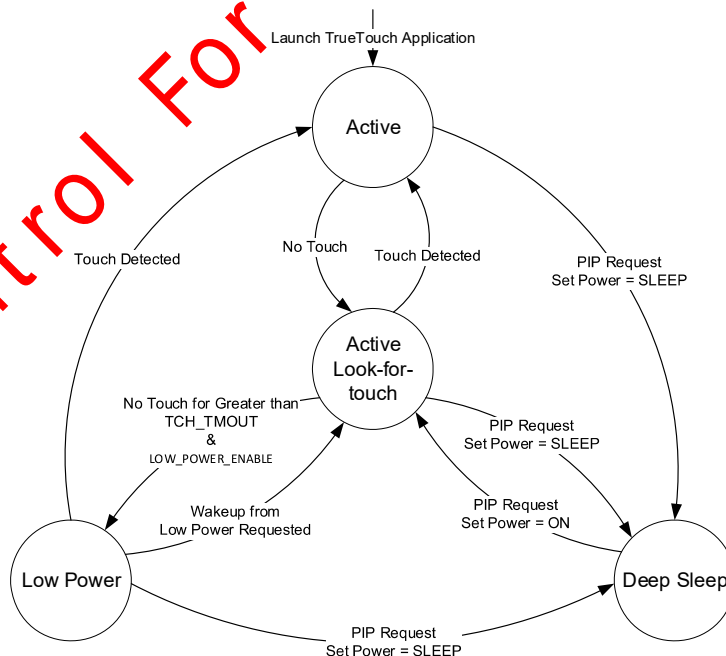 Launch TrueTouch Application
trol For
Active
No Touch
Touch Detected
Touch Detected
PIP Request
Set Power = SLEEP
Active
Look-for-
touch
No Touch for Greater than
TCH_TMOUT
&
LOW_POWER_ENABLE
PIP Request
Set Power = SLEEP
Wakeup from
Low Power Requested
PIP Request
Set Power = ON
Low Power
Deep Sleep
PIP Request
Set Power = SLEEP